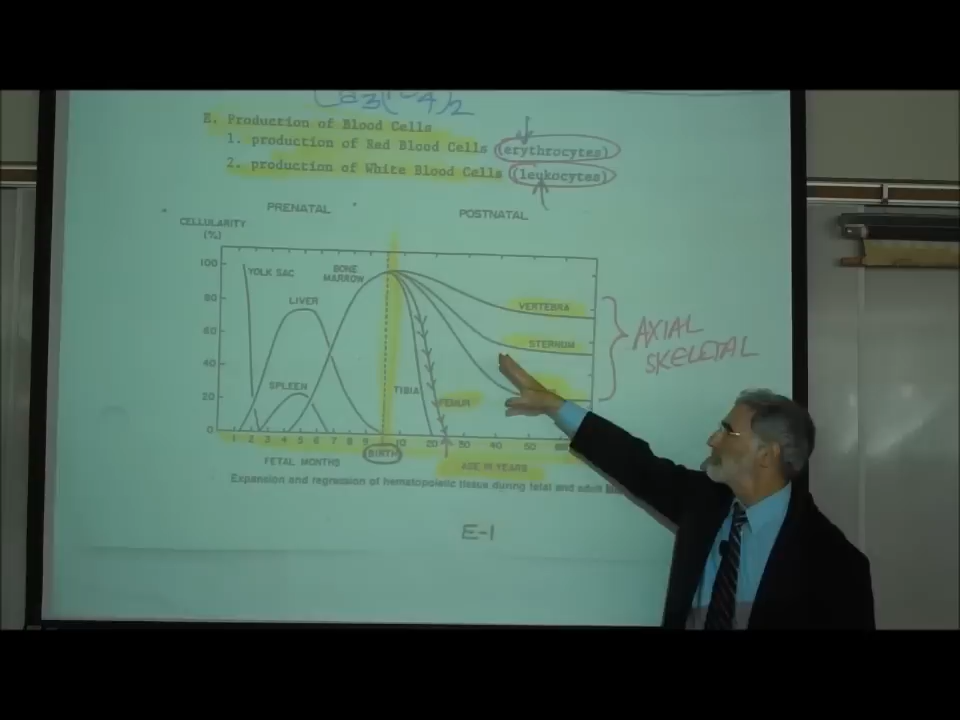 E. Production of Blood Cells
1. production of Red Blood Cells (erythrocytes)
2. production of White Blood Cells (leukocytes)
PRENATAL POSTNATAL
CELLULARITY
(%)
100
80
60
40
20
0
YOLK SAC
BONE
MARROW
LIVER
SPLEEN
VERTEBRA
STERNUM
TIBIA
FEMUR
AXIAL
SKELETAL
1 2 3 4 5 6 7 8 9 10 20 30 40 50 60
FETAL MONTHS
BIRTH
AGE IN YEARS
Expansion and regression of hematopoietic tissue during fetal and adult
E-1